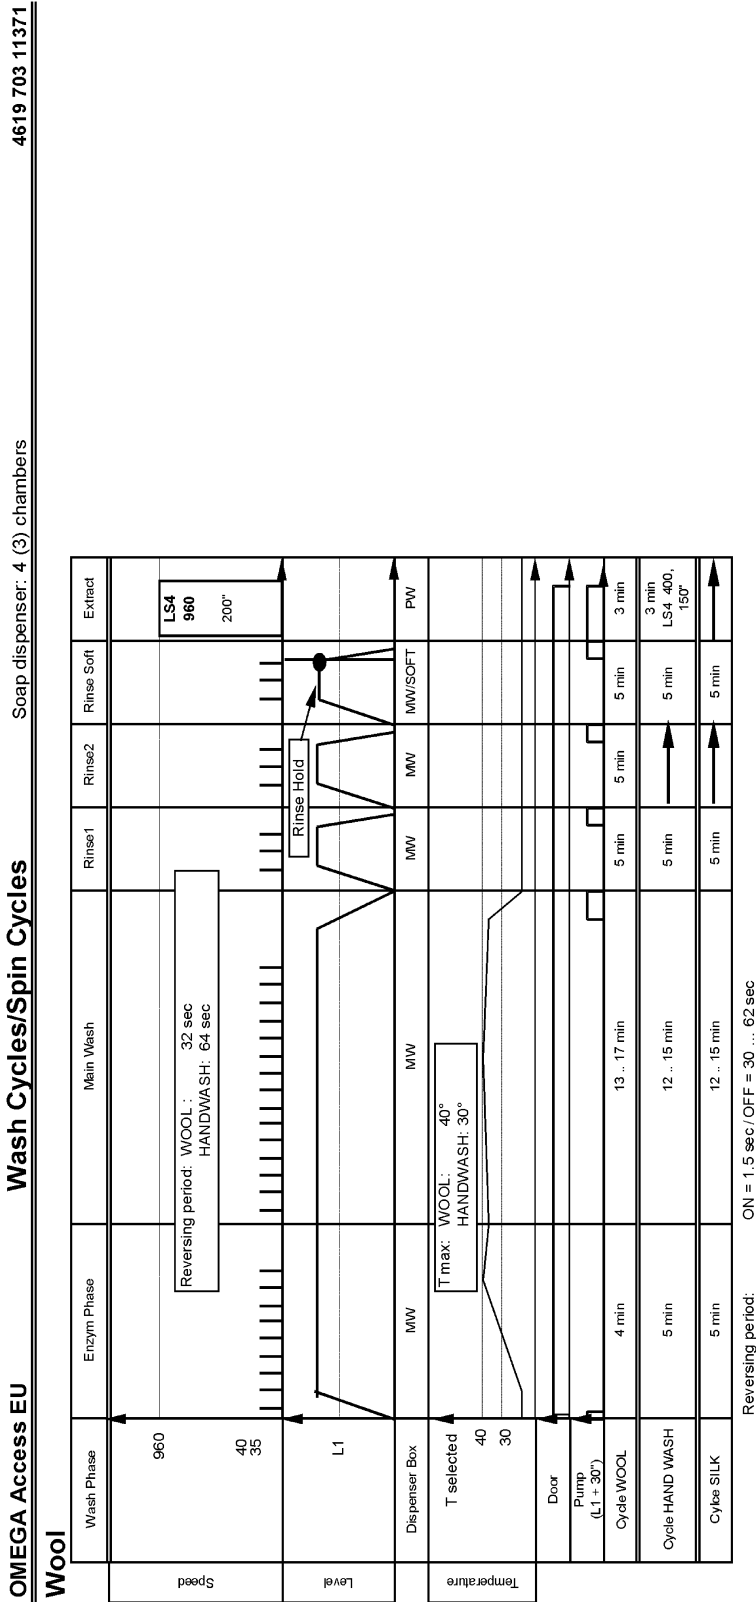 OMEGA Access EU
Wash Cycles/Spin Cycles
Soap dispenser: 4 (3) chambers
4619 703 11371
Wool
Wash Phase
Enzym Phase
Main Wash
Rinse1
Rinse2
Rinse Soft
Extract
Speed
960
40
35
Reversing period: WOOL : 32 sec
HANDWASH: 64 sec
LS4
960
200"
Level
L1
Rinse Hold
Dispenser Box
MW
MW
MW
MW
MW/SOFT
PW
Temperature
T selected
40
30
T max: WOOL: 40°
HANDWASH: 30°
Door
Pump
(L1 + 30")
Cycle WOOL
4 min
13 .. 17 min
5 min
5 min
5 min
3 min
Cycle HAND WASH
5 min
12 .. 15 min
5 min
5 min
3 min
LS4 400,
150"
Cylce SILK
5 min
12 .. 15 min
5 min
5 min
Reversing period:
ON = 1.5 sec / OFF = 30 ... 62 sec